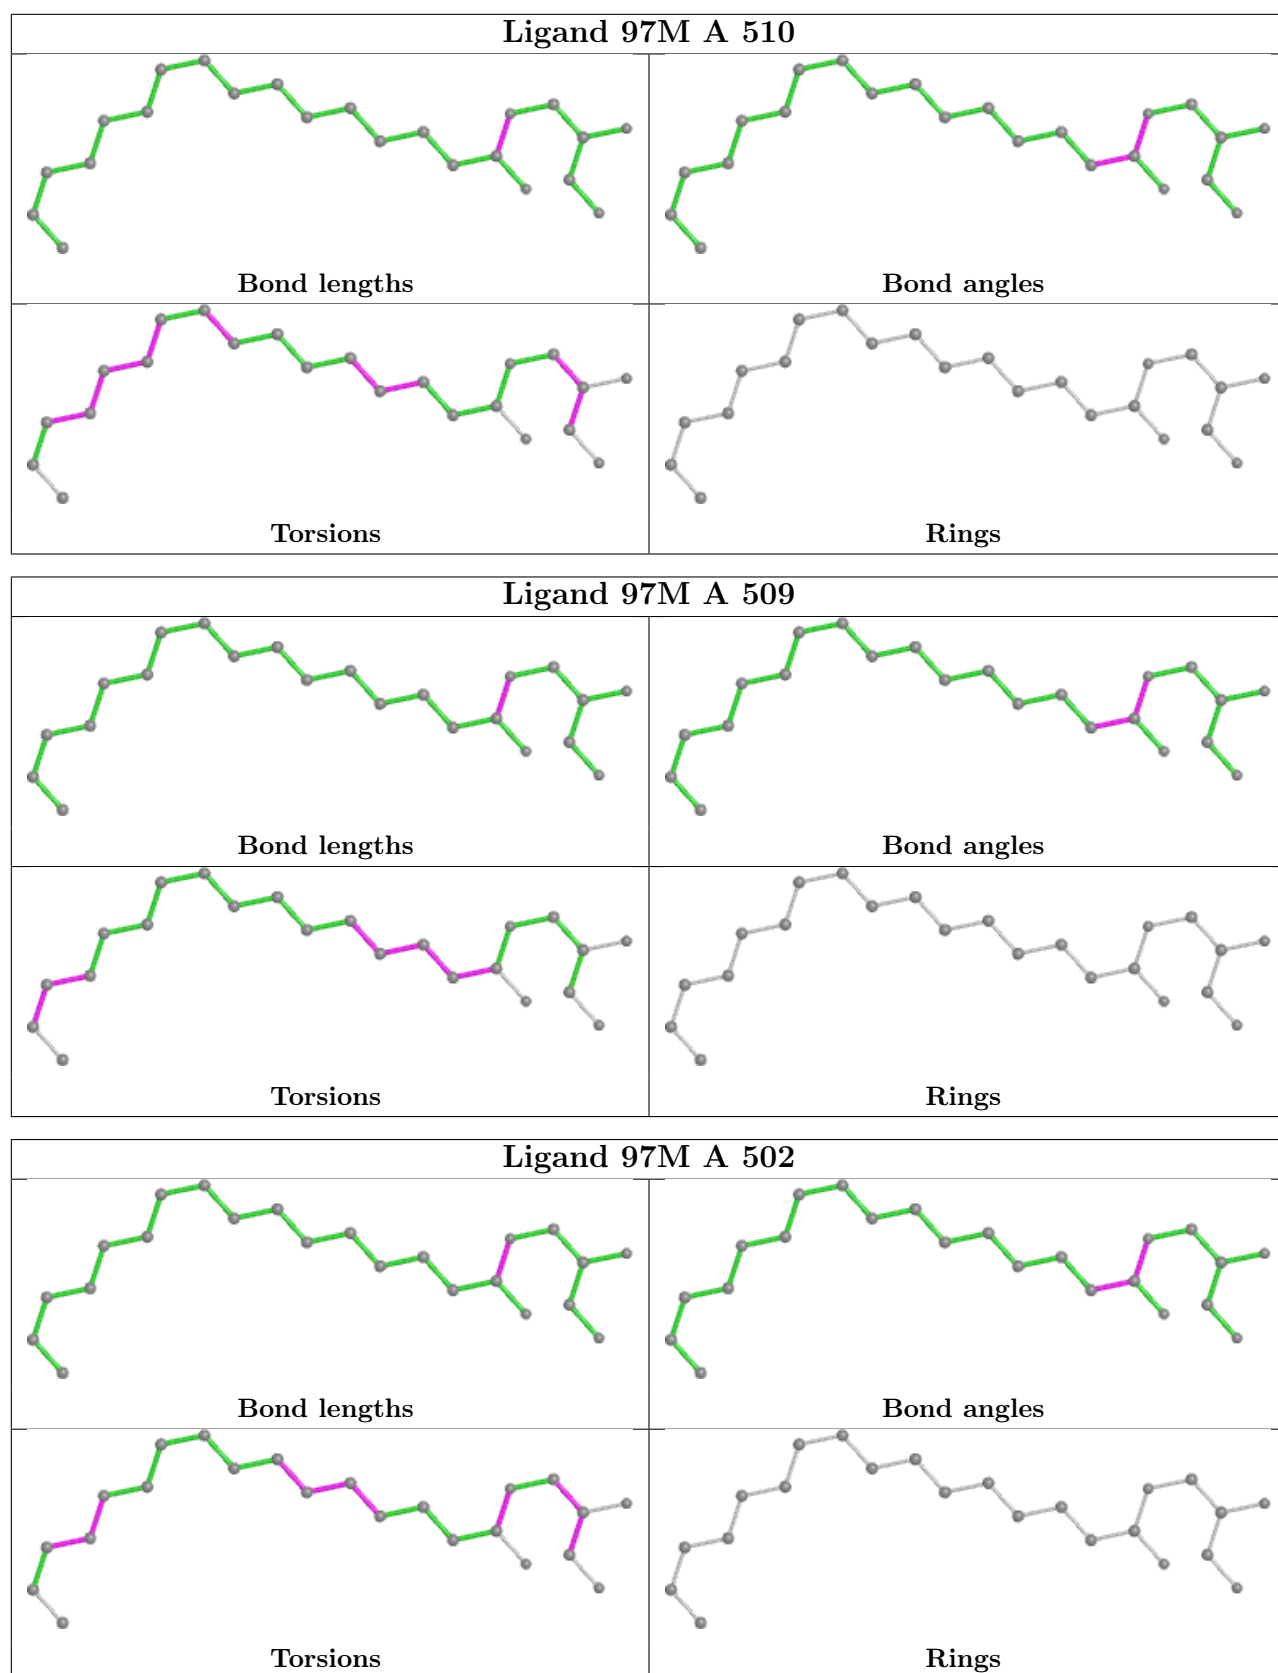 Ligand 97M A 510
Bond lengths
Bond angles
Torsions
Rings
Ligand 97M A 509
Bond lengths
Bond angles
Torsions
Rings
Ligand 97M A 502
Bond lengths
Bond angles
Torsions
Rings